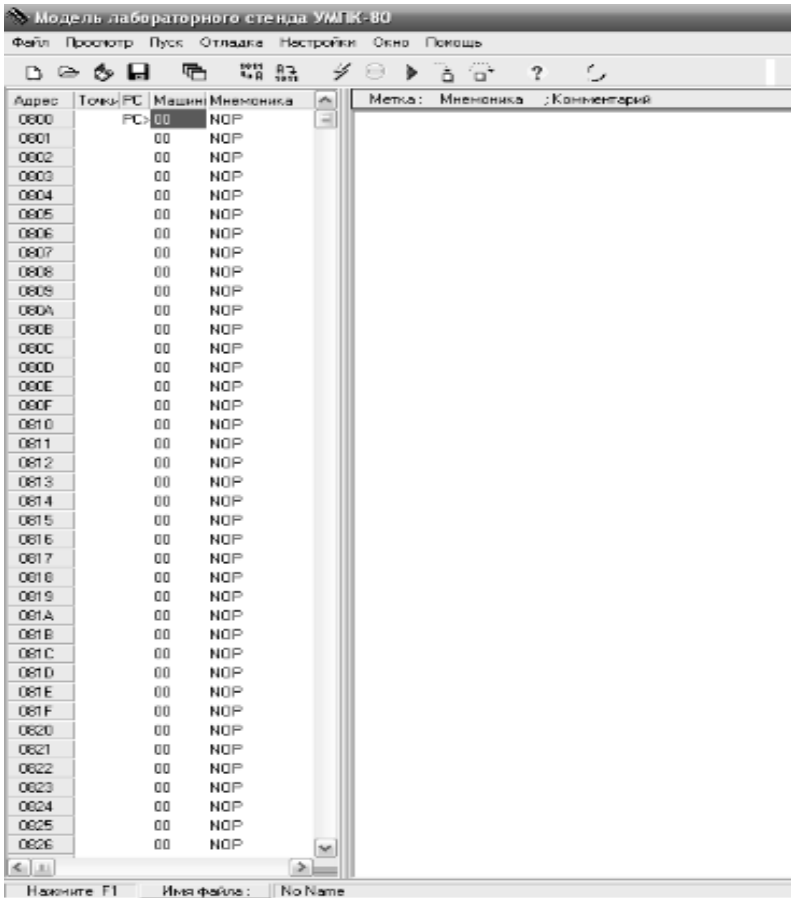 Модель лабораторного стенда УМПК-80
Файл Просмотр Пуск Отладка Настройки Окно Помощь
Адрес Точки PC Машинн Мнемоника Метка: Мнемоника ;Комментарий
0800 PC> 00 NOP
0801 00 NOP
0802 00 NOP
0803 00 NOP
0804 00 NOP
0805 00 NOP
0806 00 NOP
0807 00 NOP
0808 00 NOP
0809 00 NOP
080A 00 NOP
080B 00 NOP
080C 00 NOP
080D 00 NOP
080E 00 NOP
080F 00 NOP
0810 00 NOP
0811 00 NOP
0812 00 NOP
0813 00 NOP
0814 00 NOP
0815 00 NOP
0816 00 NOP
0817 00 NOP
0818 00 NOP
0819 00 NOP
081A 00 NOP
081B 00 NOP
081C 00 NOP
081D 00 NOP
081E 00 NOP
081F 00 NOP
0820 00 NOP
0821 00 NOP
0822 00 NOP
0823 00 NOP
0824 00 NOP
0825 00 NOP
0826 00 NOP
Нажмите F1 Имя файла: No Name